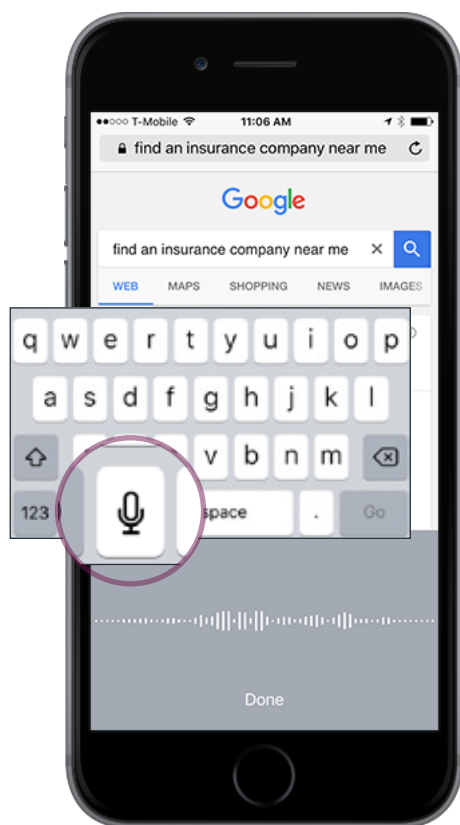 T-Mobile 11:06 AM
find an insurance company near me
Google
find an insurance company near me
WEB MAPS SHOPPING NEWS IMAGES
q w e r t y u i o p
a s d f g h j k l
v b n m
123 space . Go
Done